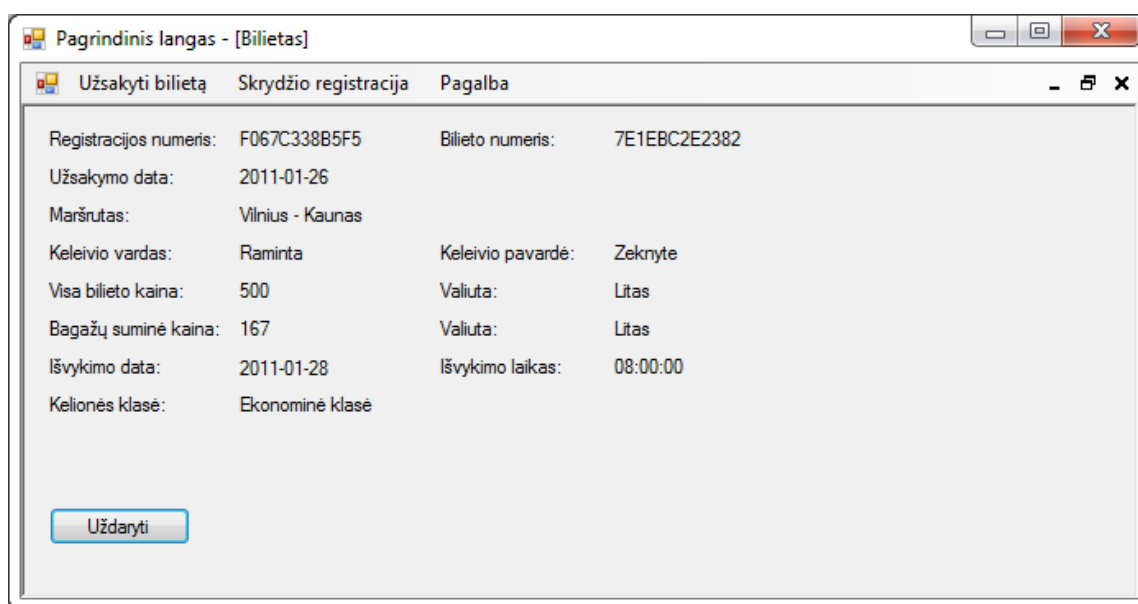 Pagrindinis langas - [Bilietas]
Užsakyti bilietą Skrydžio registracija Pagalba
Registracijos numeris: F067C338B5F5 Bilieto numeris: 7E1EBC2E2382
Užsakymo data: 2011-01-26
Maršrutas: Vilnius - Kaunas
Keleivio vardas: Raminta Keleivio pavardė: Zeknyte
Visa bilieto kaina: 500 Valiuta: Litas
Bagažų suminė kaina: 167 Valiuta: Litas
Išvykimo data: 2011-01-28 Išvykimo laikas: 08:00:00
Kelionės klasė: Ekonominė klasė
Uždaryti